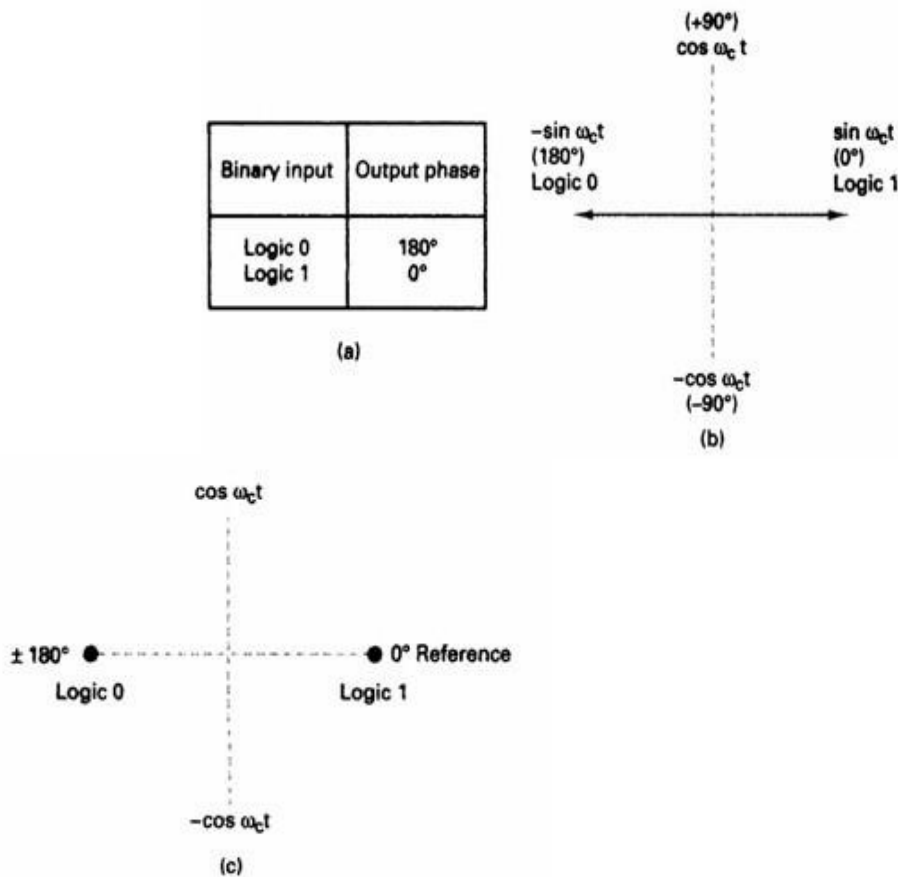 Binary input Output phase
Logic 0 180°
Logic 1 0°
(a)
(+90°)
cos ωc t
–sin ωct
(180°)
Logic 0
sin ωct
(0°)
Logic 1
–cos ωct
(–90°)
(b)
cos ωct
± 180°
Logic 0
0° Reference
Logic 1
–cos ωct
(c)